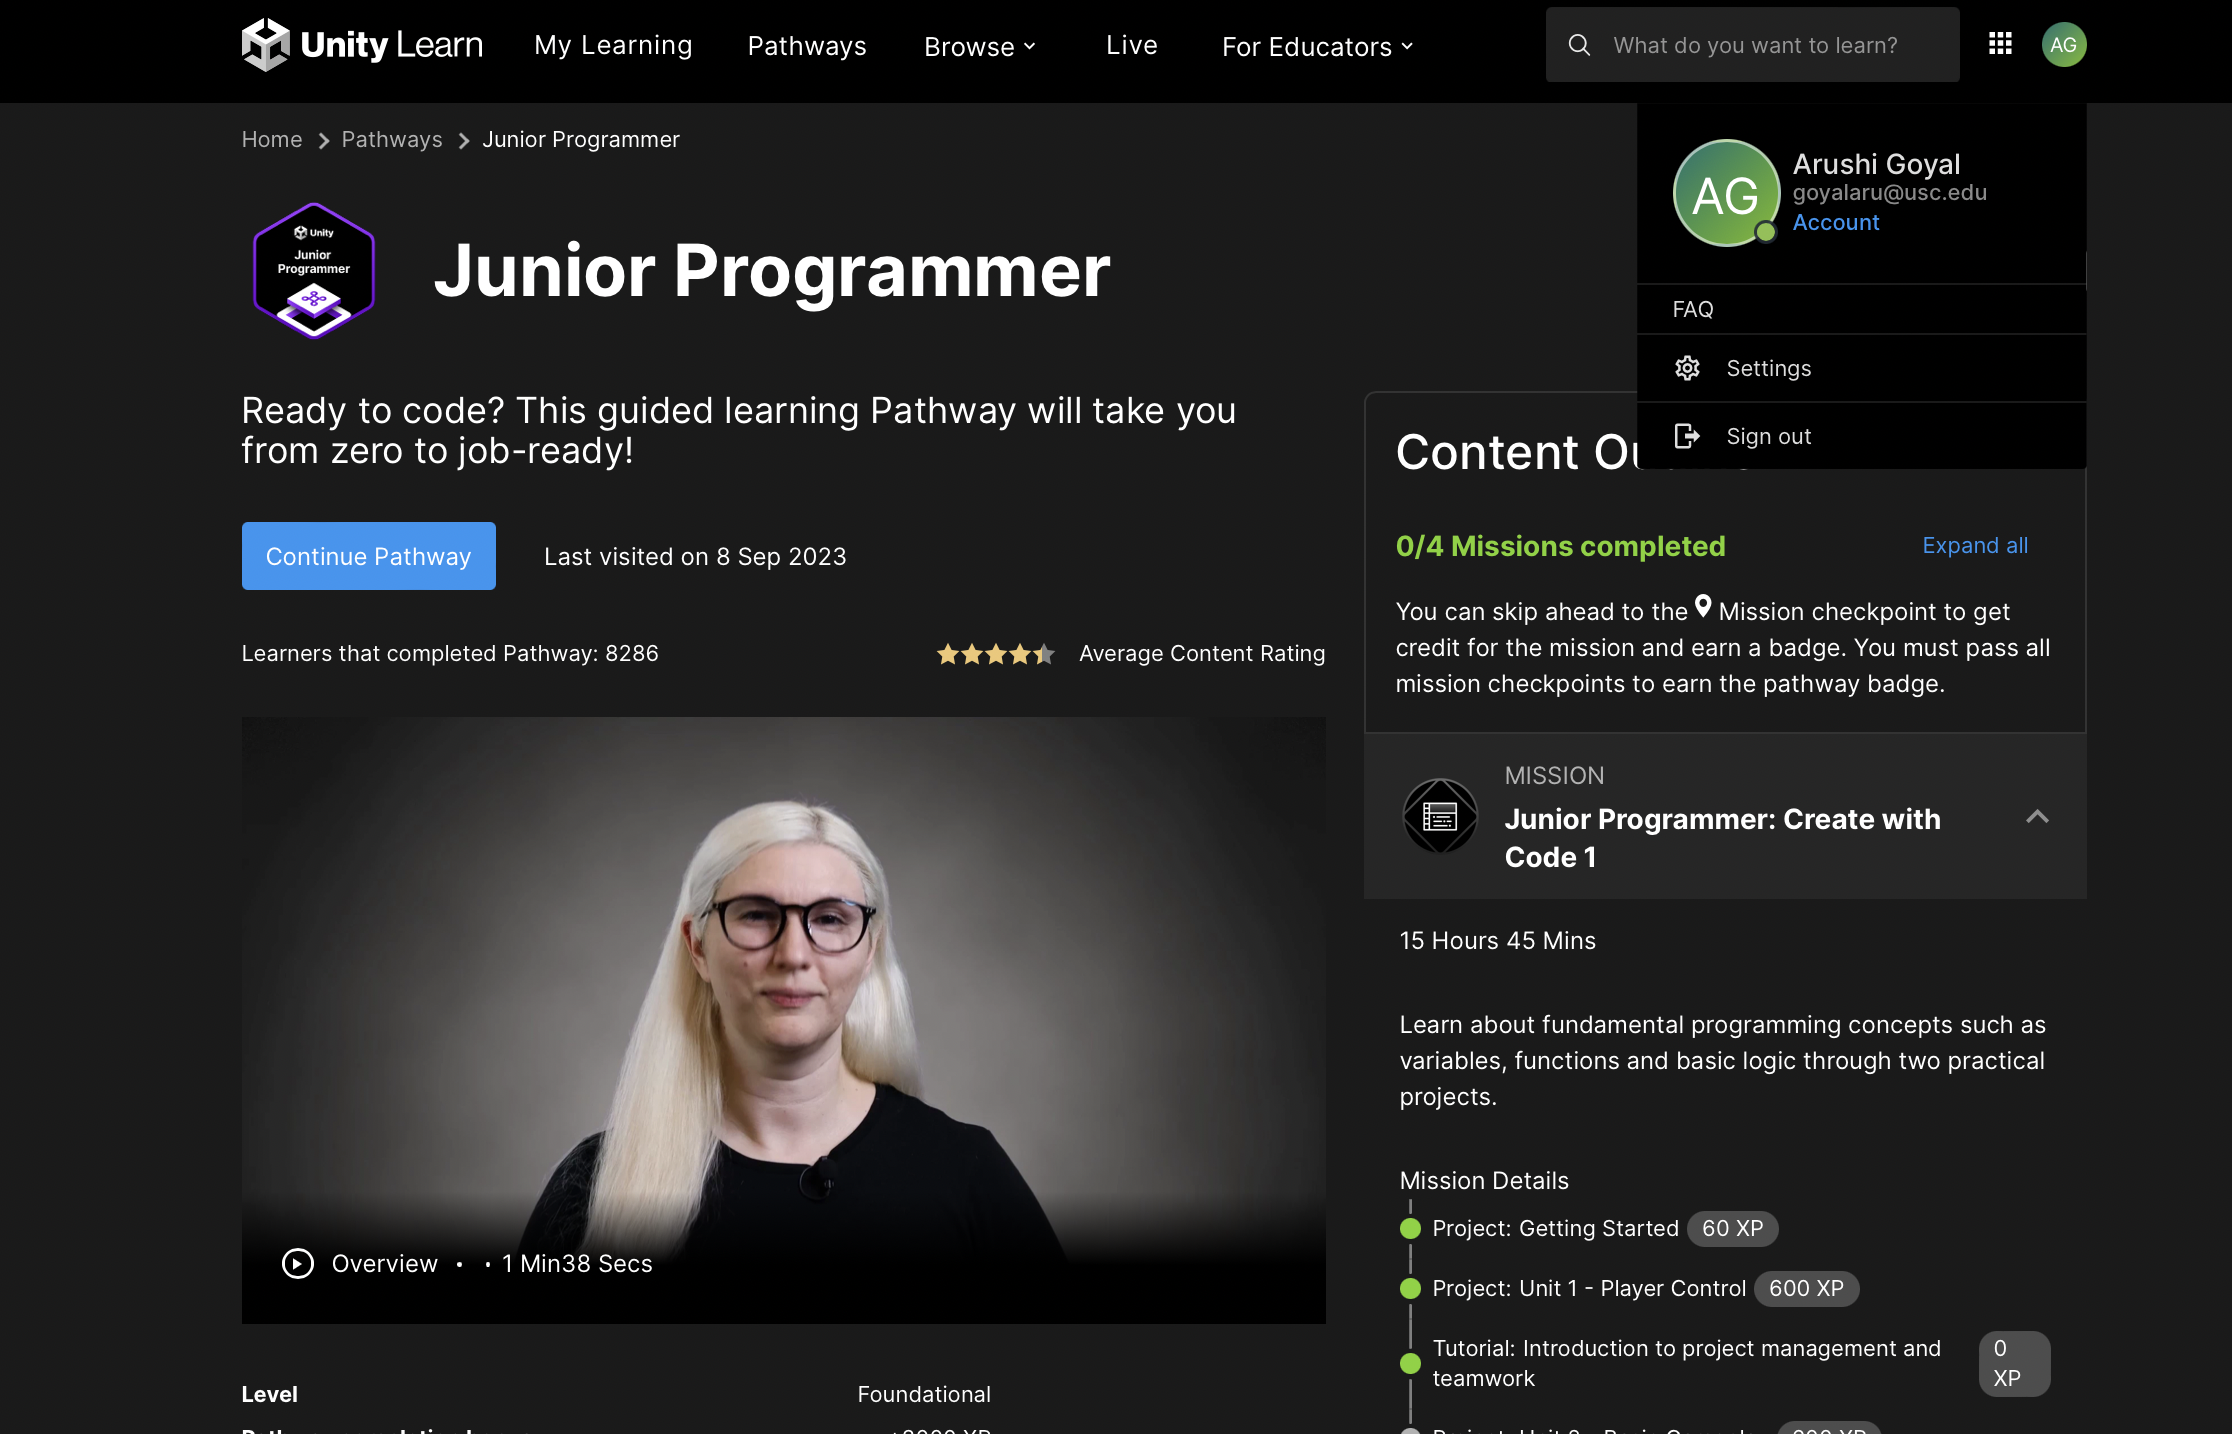 Unity Learn
My Learning
Pathways
Browse
Live
For Educators
What do you want to learn?
AG
Home
Pathways
Junior Programmer
AG
Arushi Goyal
goyalaru@usc.edu
Account
FAQ
Settings
Sign out
Unity
Junior
Programmer
Junior Programmer
Ready to code? This guided learning Pathway will take you
from zero to job-ready!
Continue Pathway
Last visited on 8 Sep 2023
Learners that completed Pathway: 8286
Average Content Rating
Overview · · 1 Min38 Secs
Level
Foundational
Content
0/4 Missions completed
Expand all
You can skip ahead to the Mission checkpoint to get
credit for the mission and earn a badge. You must pass all
mission checkpoints to earn the pathway badge.
MISSION
Junior Programmer: Create with
Code 1
15 Hours 45 Mins
Learn about fundamental programming concepts such as
variables, functions and basic logic through two practical
projects.
Mission Details
Project: Getting Started 60 XP
Project: Unit 1 - Player Control 600 XP
Tutorial: Introduction to project management and
teamwork
0
XP